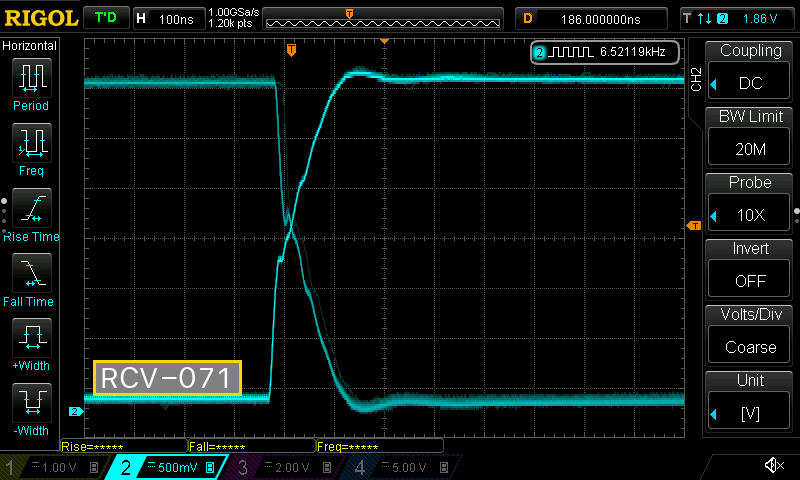 RIGOL T'D H 100ns 1.00GSa/s 1.20k pts D 186.000000ns T 2 1.86 V
Horizontal
Period
Freq
Rise Time
Fall Time
+Width
-Width
T
2 6.52119kHz
T
2
RCV-071
Rise=***** Fall=***** Freq=*****
CH2
Coupling
DC
BW Limit
20M
Probe
10X
Invert
OFF
Volts/Div
Coarse
Unit
[V]
1 1.00 V B 2 500mV B 3 2.00 V B 4 5.00 V B